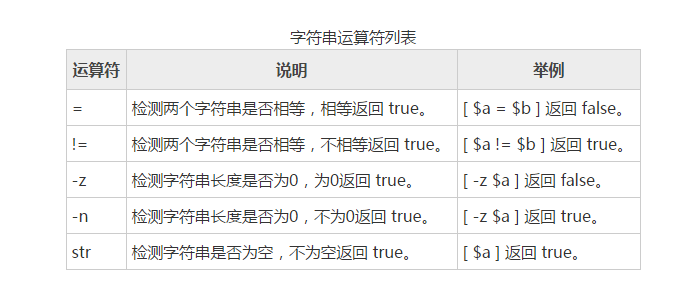 字符串运算符列表
运算符 说明 举例
= 检测两个字符串是否相等，相等返回 true。 [ $a = $b ] 返回 false。
!= 检测两个字符串是否相等，不相等返回 true。 [ $a != $b ] 返回 true。
-z 检测字符串长度是否为0，为0返回 true。 [ -z $a ] 返回 false。
-n 检测字符串长度是否为0，不为0返回 true。 [ -z $a ] 返回 true。
str 检测字符串是否为空，不为空返回 true。 [ $a ] 返回 true。